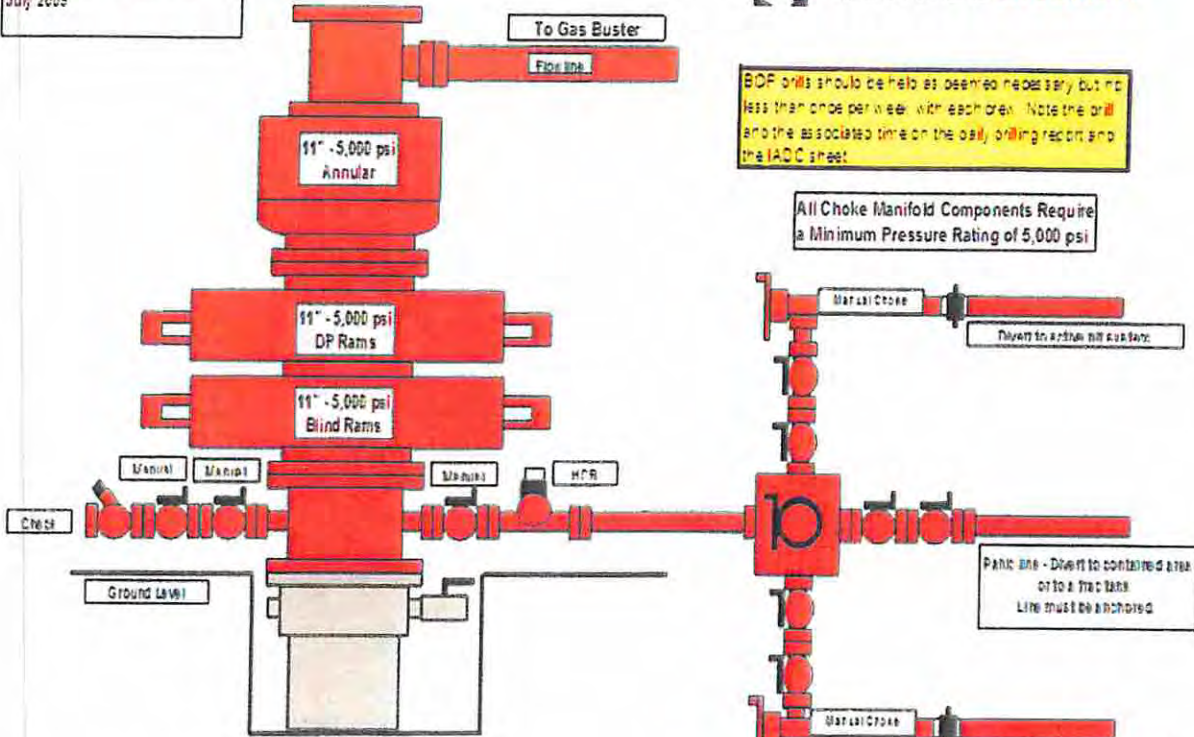 July 2009
To Gas Buster
Flow line
BOP drills should be held as deemed necessary but no
less than once per week with each crew. Note the drill
and the associated time on the daily drilling report and
the IADC sheet
11" - 5,000 psi
Annular
All Choke Manifold Components Require
a Minimum Pressure Rating of 5,000 psi
Manual Choke
Divert to active pit system
11" - 5,000 psi
DP Rams
11" - 5,000 psi
Blind Rams
Manual
Manual
Manual
HCR
Check
Ground Level
Panic line - Divert to contained area
or to a frac tank
Line must be anchored
Manual Choke